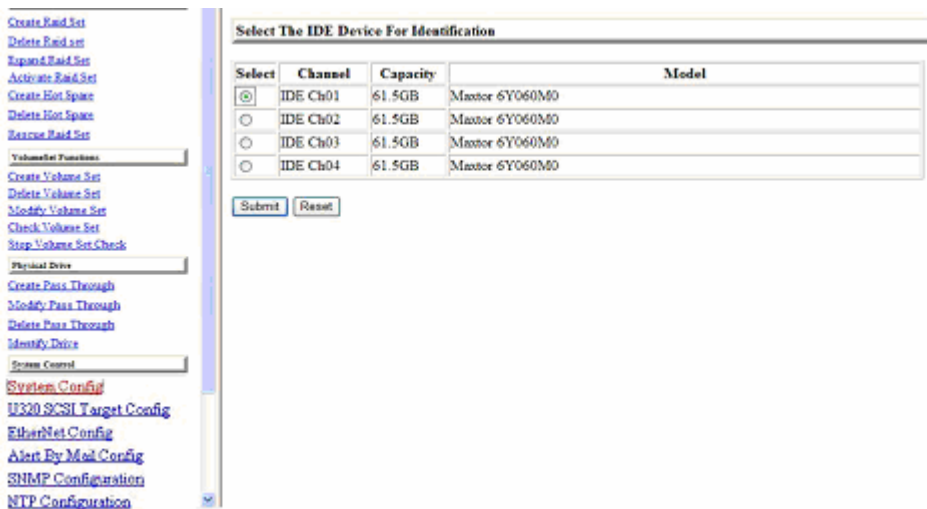 Create Raid Set
Delete Raid set
Expand Raid Set
Activate Raid Set
Create Hot Spare
Delete Hot Spare
Rescue Raid Set
VolumeSet Functions
Create Volume Set
Delete Volume Set
Modify Volume Set
Check Volume Set
Stop Volume Set Check
Physical Drive
Create Pass Through
Modify Pass Through
Delete Pass Through
Identify Drive
System Control
System Config
U320 SCSI Target Config
EtherNet Config
Alert By Mail Config
SNMP Configuration
NTP Configuration
Select The IDE Device For Identification
Select Channel Capacity Model
IDE Ch01 61.5GB Maxtor 6Y060M0
IDE Ch02 61.5GB Maxtor 6Y060M0
IDE Ch03 61.5GB Maxtor 6Y060M0
IDE Ch04 61.5GB Maxtor 6Y060M0
Submit Reset